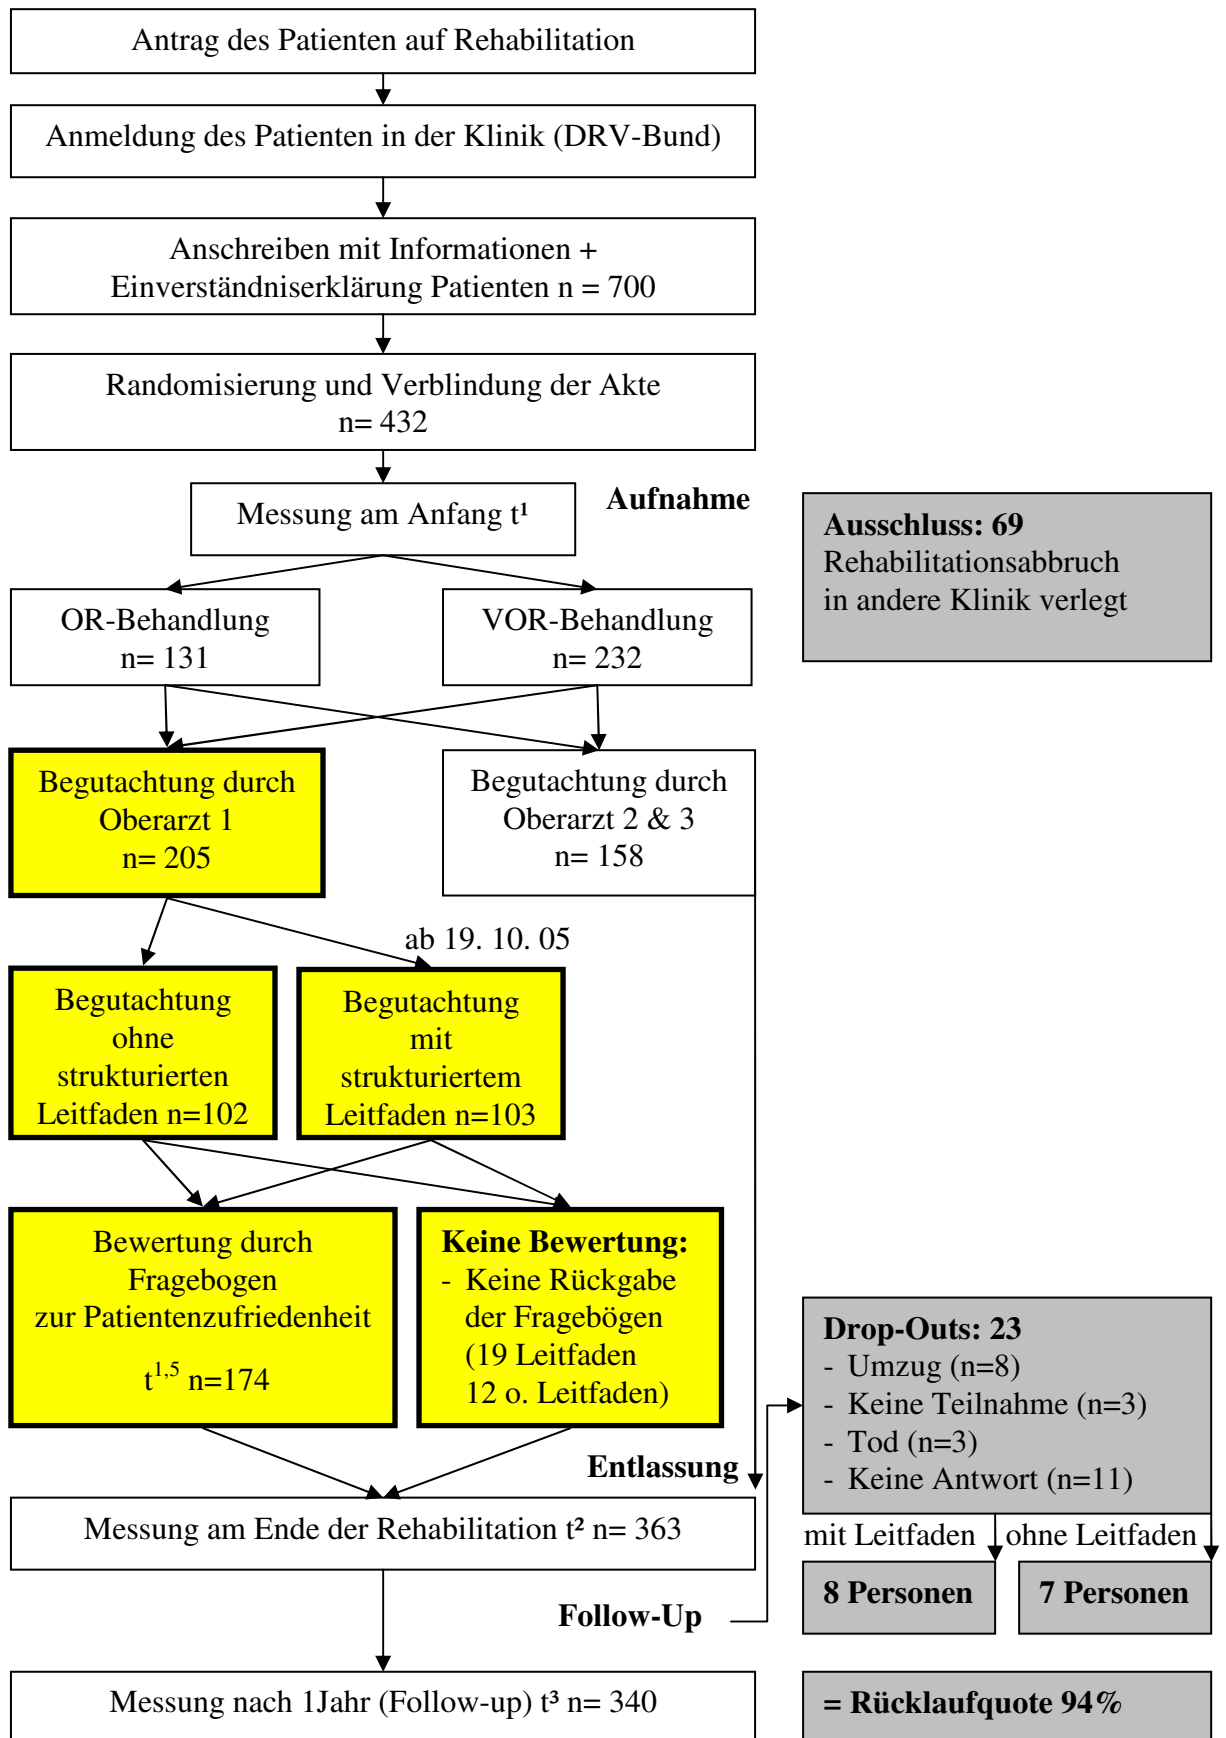 Antrag des Patienten auf Rehabilitation
Anmeldung des Patienten in der Klinik (DRV-Bund)
Anschreiben mit Informationen +
Einverständniserklärung Patienten n = 700
Randomisierung und Verblindung der Akte
n= 432
Messung am Anfang t¹
Aufnahme
Ausschluss: 69
Rehabilitationsabbruch
in andere Klinik verlegt
OR-Behandlung
n= 131
VOR-Behandlung
n= 232
Begutachtung durch
Oberarzt 1
n= 205
Begutachtung durch
Oberarzt 2 & 3
n= 158
ab 19. 10. 05
Begutachtung
ohne
strukturierten
Leitfaden n=102
Begutachtung
mit
strukturiertem
Leitfaden n=103
Bewertung durch
Fragebogen
zur Patientenzufriedenheit
t¹,⁵ n=174
Keine Bewertung:
- Keine Rückgabe
der Fragebögen
(19 Leitfaden
12 o. Leitfaden)
Drop-Outs: 23
- Umzug (n=8)
- Keine Teilnahme (n=3)
- Tod (n=3)
- Keine Antwort (n=11)
Entlassung
Messung am Ende der Rehabilitation t² n= 363
mit Leitfaden
ohne Leitfaden
8 Personen
7 Personen
Follow-Up
Messung nach 1Jahr (Follow-up) t³ n= 340
= Rücklaufquote 94%